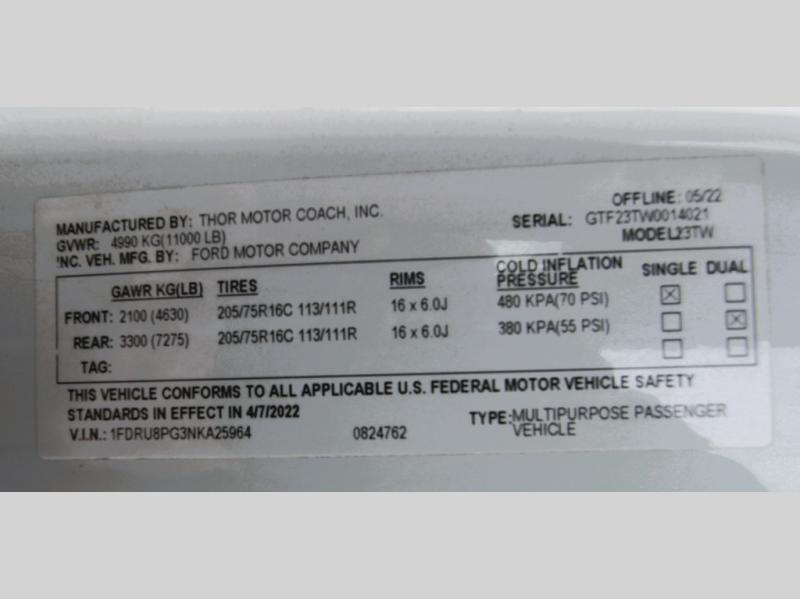 OFFLINE: 05/22
MANUFACTURED BY: THOR MOTOR COACH, INC.
SERIAL: GTF23TW0014021
GVWR: 4990 KG(11000 LB)
MODEL23TW
'NC. VEH. MFG. BY: FORD MOTOR COMPANY
GAWR KG(LB) TIRES RIMS COLD INFLATION PRESSURE SINGLE DUAL
FRONT: 2100 (4630) 205/75R16C 113/111R 16 x 6.0J 480 KPA(70 PSI) ☒ ☐
REAR: 3300 (7275) 205/75R16C 113/111R 16 x 6.0J 380 KPA(55 PSI) ☐ ☒
TAG: ☐ ☐
THIS VEHICLE CONFORMS TO ALL APPLICABLE U.S. FEDERAL MOTOR VEHICLE SAFETY
STANDARDS IN EFFECT IN 4/7/2022
V.I.N.: 1FDRU8PG3NKA25964 0824762 TYPE: MULTIPURPOSE PASSENGER
VEHICLE